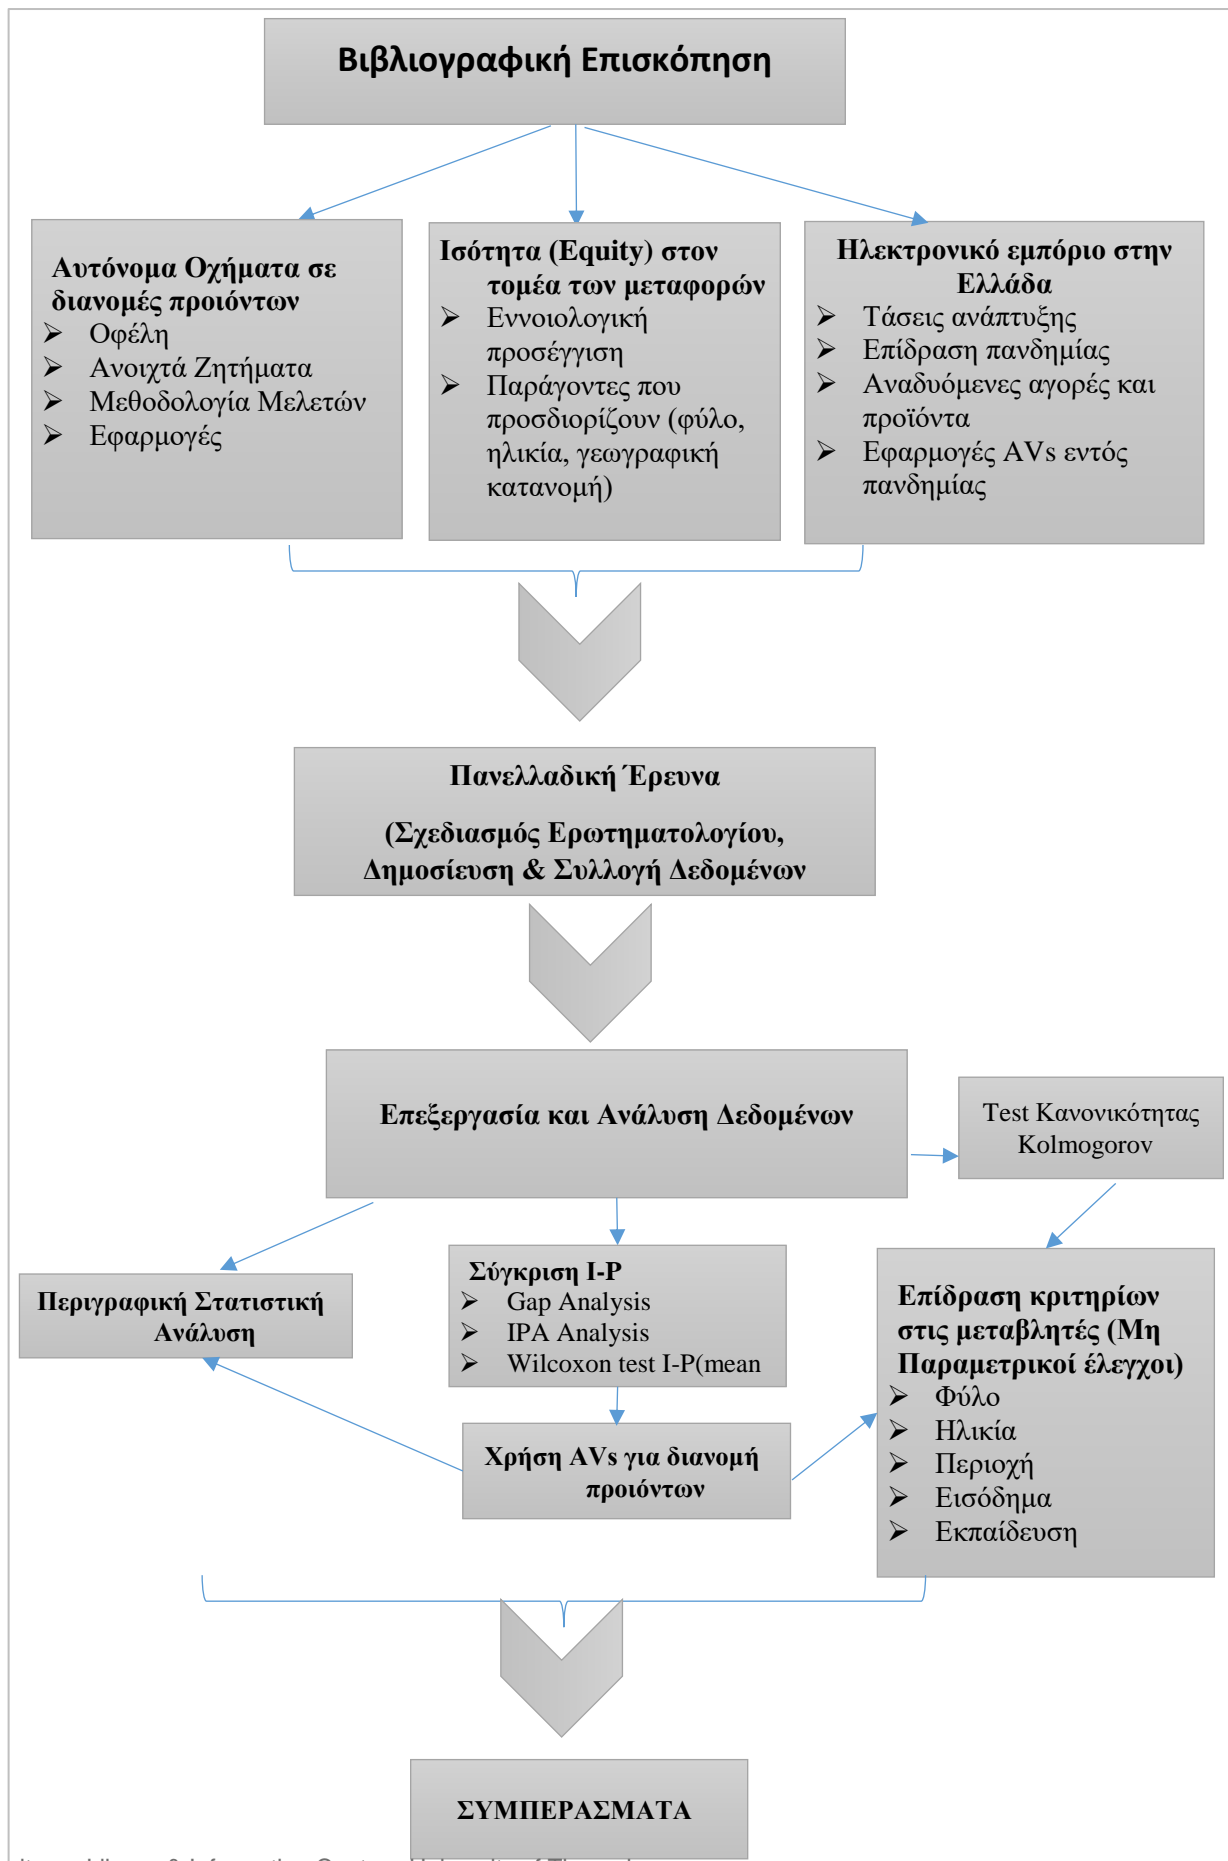 Βιβλιογραφική Επισκόπηση
Αυτόνομα Οχήματα σε
διανομές προιόντων
➢ Οφέλη
➢ Ανοιχτά Ζητήματα
➢ Μεθοδολογία Μελετών
➢ Εφαρμογές
Ισότητα (Equity) στον
τομέα των μεταφορών
➢ Εννοιολογική
προσέγγιση
➢ Παράγοντες που
προσδιορίζουν (φύλο,
ηλικία, γεωγραφική
κατανομή)
Ηλεκτρονικό εμπόριο στην
Ελλάδα
➢ Τάσεις ανάπτυξης
➢ Επίδραση πανδημίας
➢ Αναδυόμενες αγορές και
προϊόντα
➢ Εφαρμογές AVs εντός
πανδημίας
Πανελλαδική Έρευνα
(Σχεδιασμός Ερωτηματολογίου,
Δημοσίευση & Συλλογή Δεδομένων
Επεξεργασία και Ανάλυση Δεδομένων
Test Κανονικότητας
Kolmogorov
Περιγραφική Στατιστική
Ανάλυση
Σύγκριση I-P
➢ Gap Analysis
➢ IPA Analysis
➢ Wilcoxon test I-P(mean
Χρήση AVs για διανομή
προιόντων
Επίδραση κριτηρίων
στις μεταβλητές (Μη
Παραμετρικοί έλεγχοι)
➢ Φύλο
➢ Ηλικία
➢ Περιοχή
➢ Εισόδημα
➢ Εκπαίδευση
ΣΥΜΠΕΡΑΣΜΑΤΑ